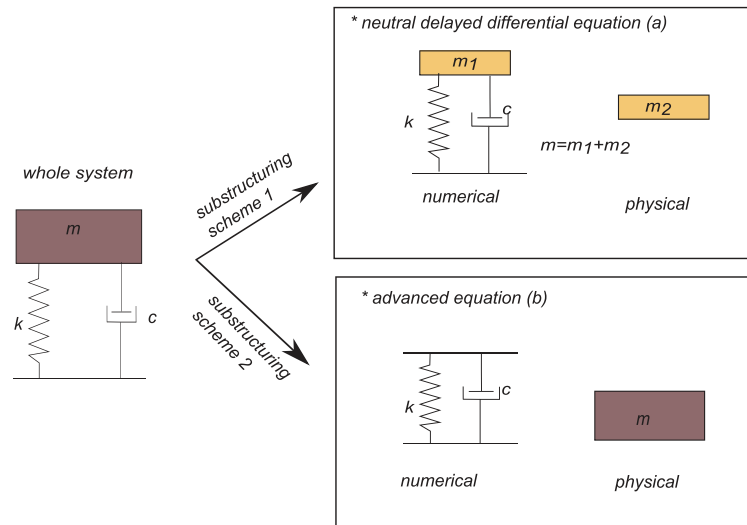 whole system
m
k
c
substructuring
scheme 1
substructuring
scheme 2
* neutral delayed differential equation (a)
m1
k
c
m2
m=m1+m2
numerical
physical
* advanced equation (b)
k
c
m
numerical
physical